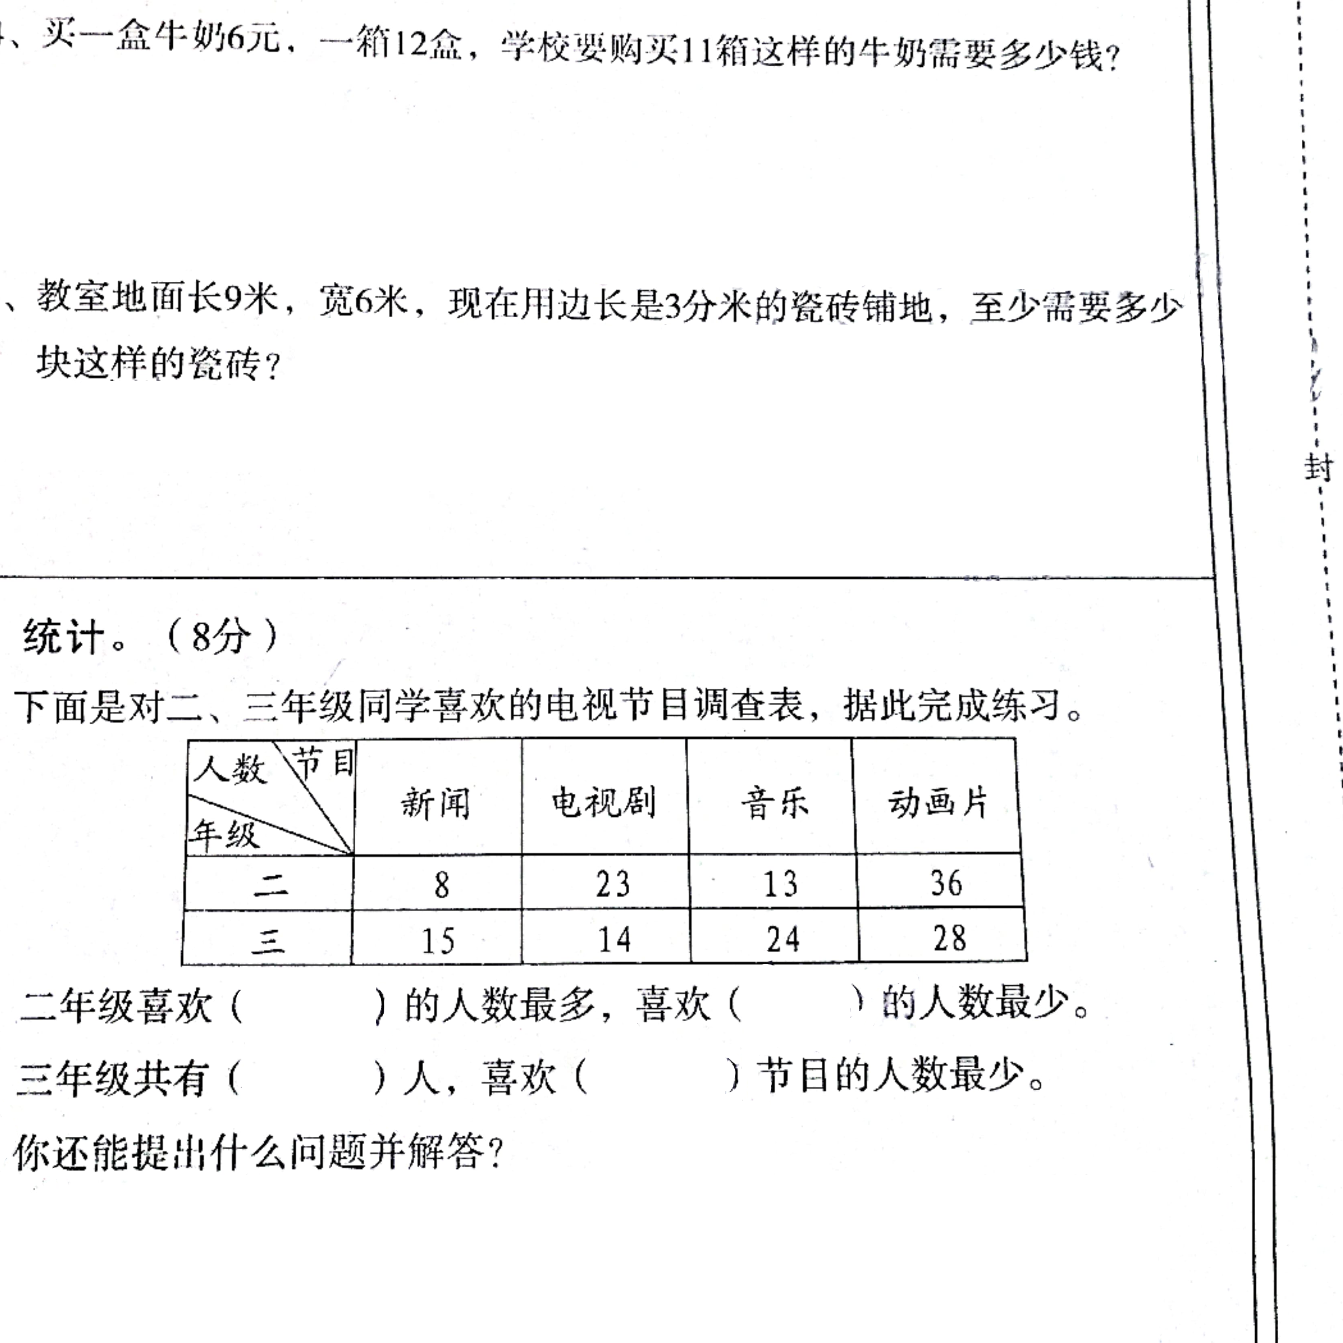 、买一盒牛奶6元，一箱12盒，学校要购买11箱这样的牛奶需要多少钱？
、教室地面长9米，宽6米，现在用边长是3分米的瓷砖铺地，至少需要多少
块这样的瓷砖？
封
统计。（8分）
下面是对二、三年级同学喜欢的电视节目调查表，据此完成练习。
人数 节目 年级 新闻 电视剧 音乐 动画片
二 8 23 13 36
三 15 14 24 28
二年级喜欢（ ）的人数最多，喜欢（ ）的人数最少。
三年级共有（ ）人，喜欢（ ）节目的人数最少。
你还能提出什么问题并解答？